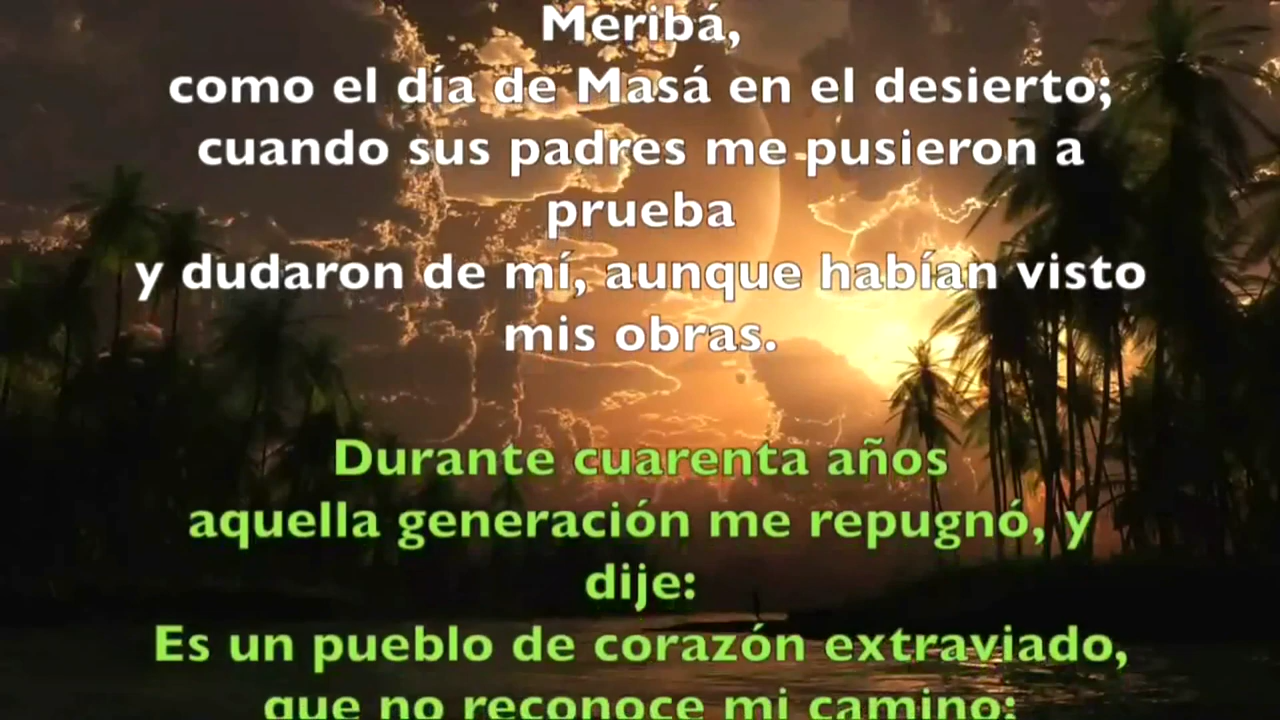 Meribá,
como el día de Masá en el desierto;
cuando sus padres me pusieron a
prueba
y dudaron de mí, aunque habían visto
mis obras.
Durante cuarenta años
aquella generación me repugnó, y
dije:
Es un pueblo de corazón extraviado,
que no reconoce mi camino;